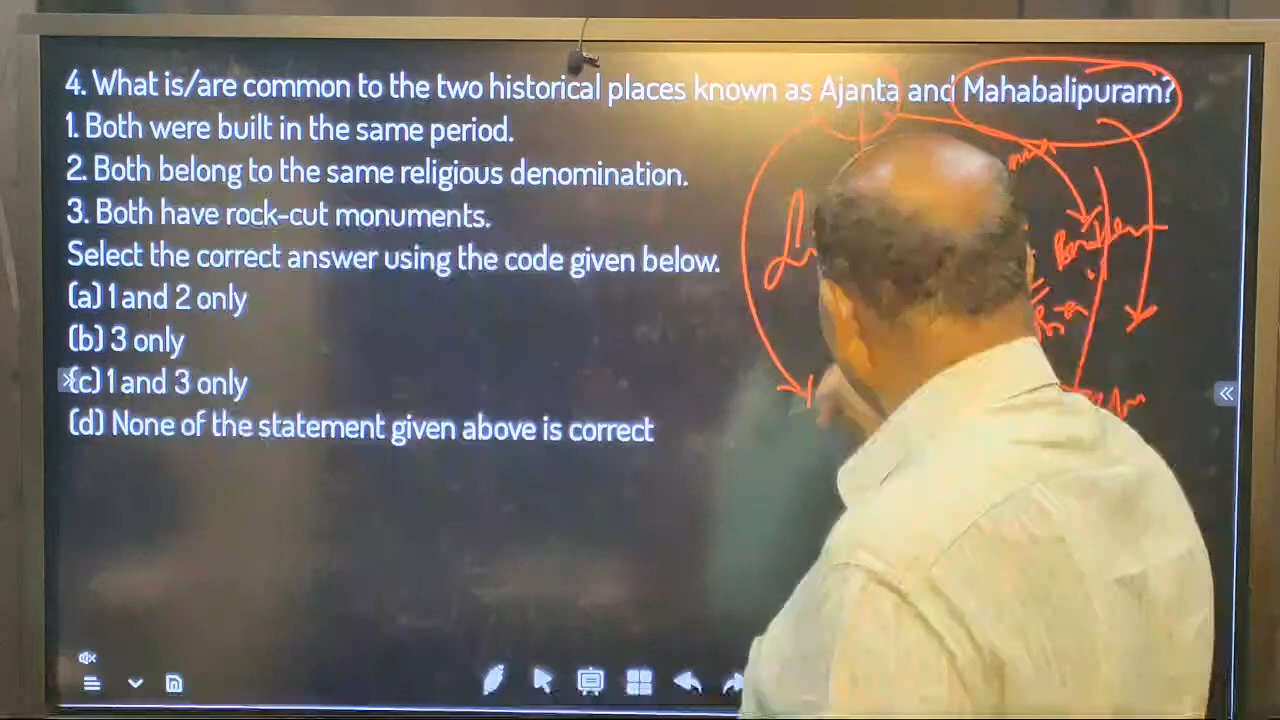 4. What is/are common to the two historical places known as Ajanta and Mahabalipuram?
1. Both were built in the same period.
2. Both belong to the same religious denomination.
3. Both have rock-cut monuments.
Select the correct answer using the code given below.
(a) 1 and 2 only
(b) 3 only
(c) 1 and 3 only
(d) None of the statement given above is correct